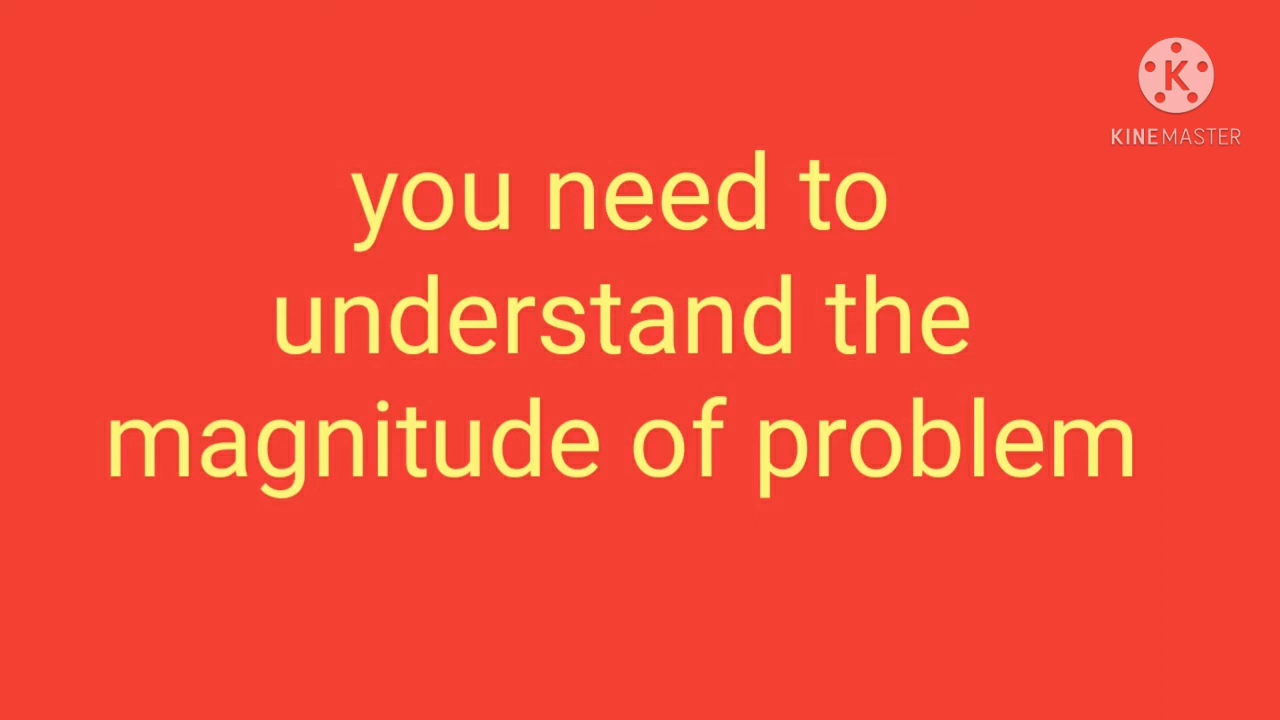 K
KINEMASTER
you need to
understand the
magnitude of problem